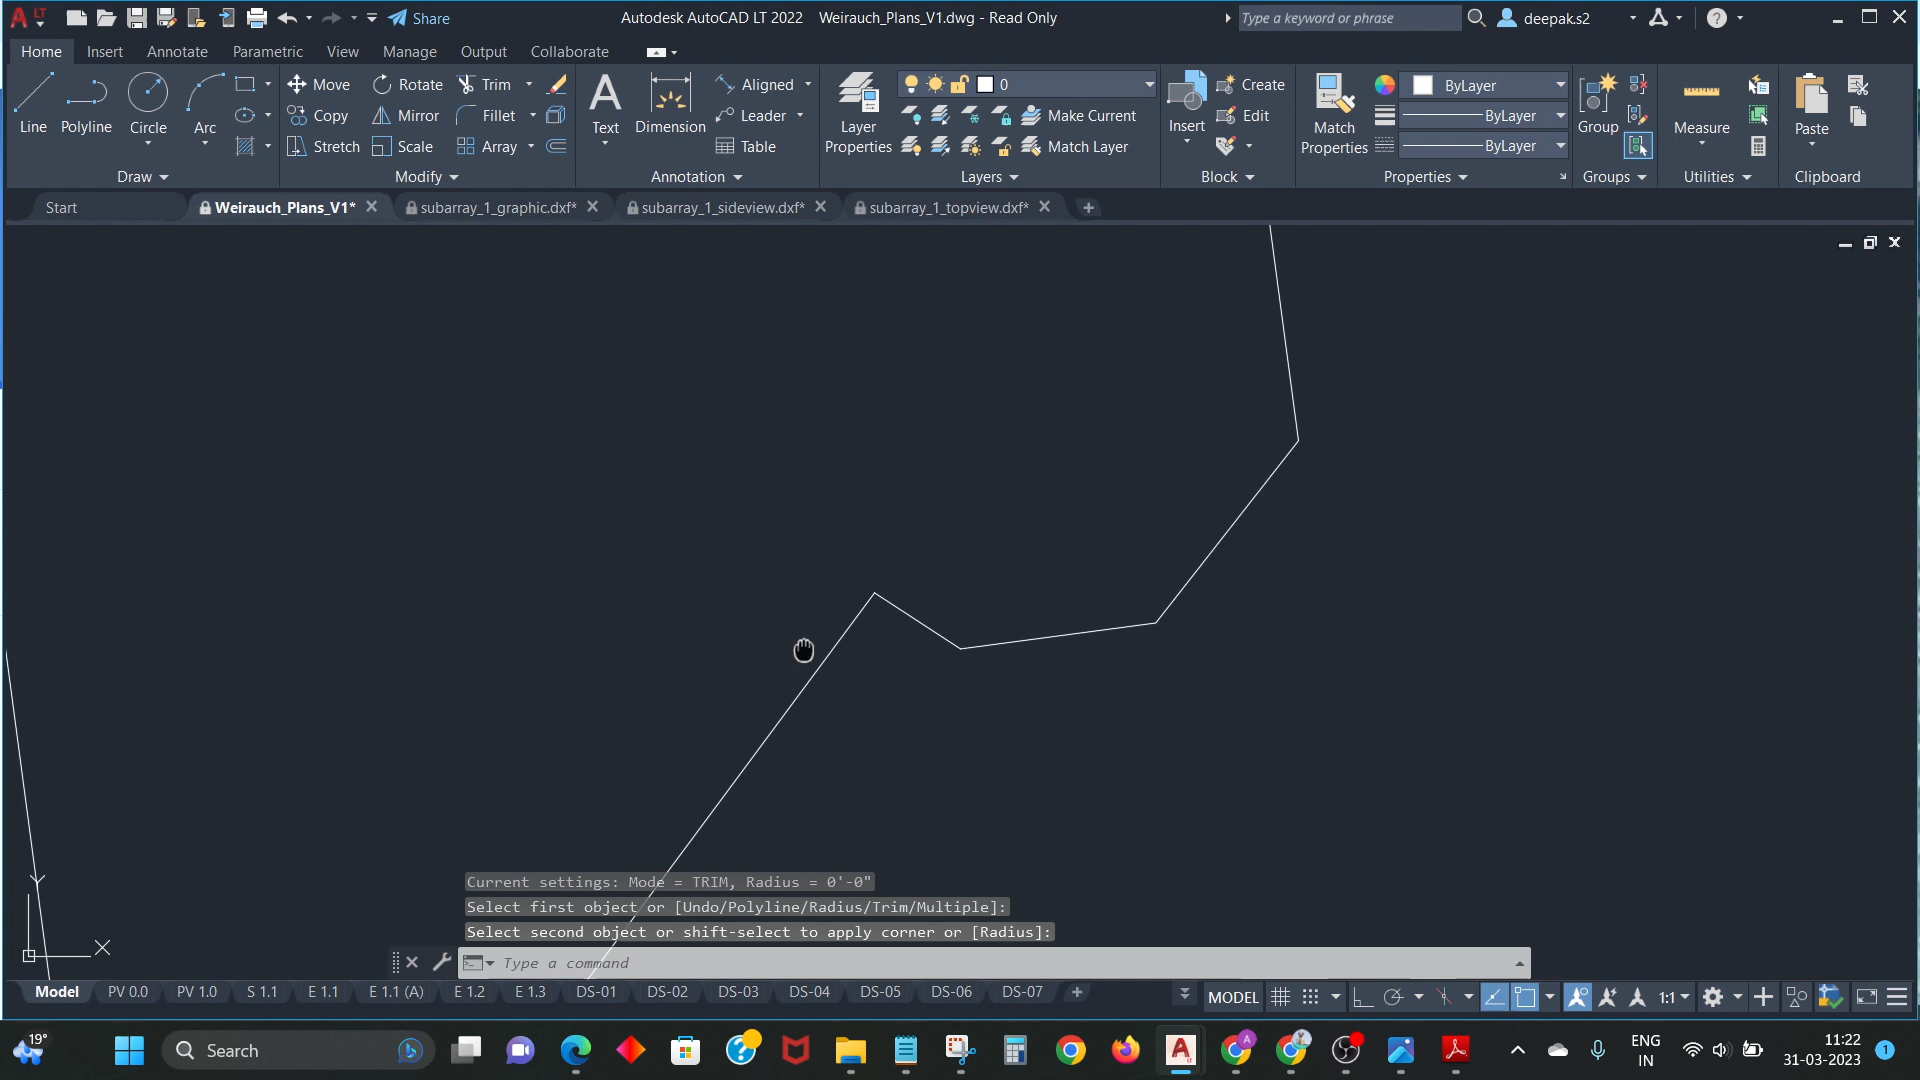 LT
Share
Autodesk AutoCAD LT 2022 Weirauch_Plans_V1.dwg - Read Only
Type a keyword or phrase
deepak.s2
Home Insert Annotate Parametric View Manage Output Collaborate
Line Polyline Circle Arc
Move Rotate Trim
Copy Mirror Fillet
Stretch Scale Array
Text Dimension
Aligned
Leader
Table
Layer Properties
0
Make Current
Match Layer
Insert
Create
Edit
Match Properties
ByLayer
ByLayer
ByLayer
Group
Measure
Paste
Draw Modify Annotation Layers Block Properties Groups Utilities Clipboard
Start Weirauch_Plans_V1* subarray_1_graphic.dxf* subarray_1_sideview.dxf* subarray_1_topview.dxf*
Y
X
Current settings: Mode = TRIM, Radius = 0'-0"
Select first object or [Undo/Polyline/Radius/Trim/Multiple]:
Select second object or shift-select to apply corner or [Radius]:
Type a command
Model PV 0.0 PV 1.0 S 1.1 E 1.1 E 1.1 (A) E 1.2 E 1.3 DS-01 DS-02 DS-03 DS-04 DS-05 DS-06 DS-07
MODEL 1:1
19°
Search
ENG
IN
11:22
31-03-2023
1